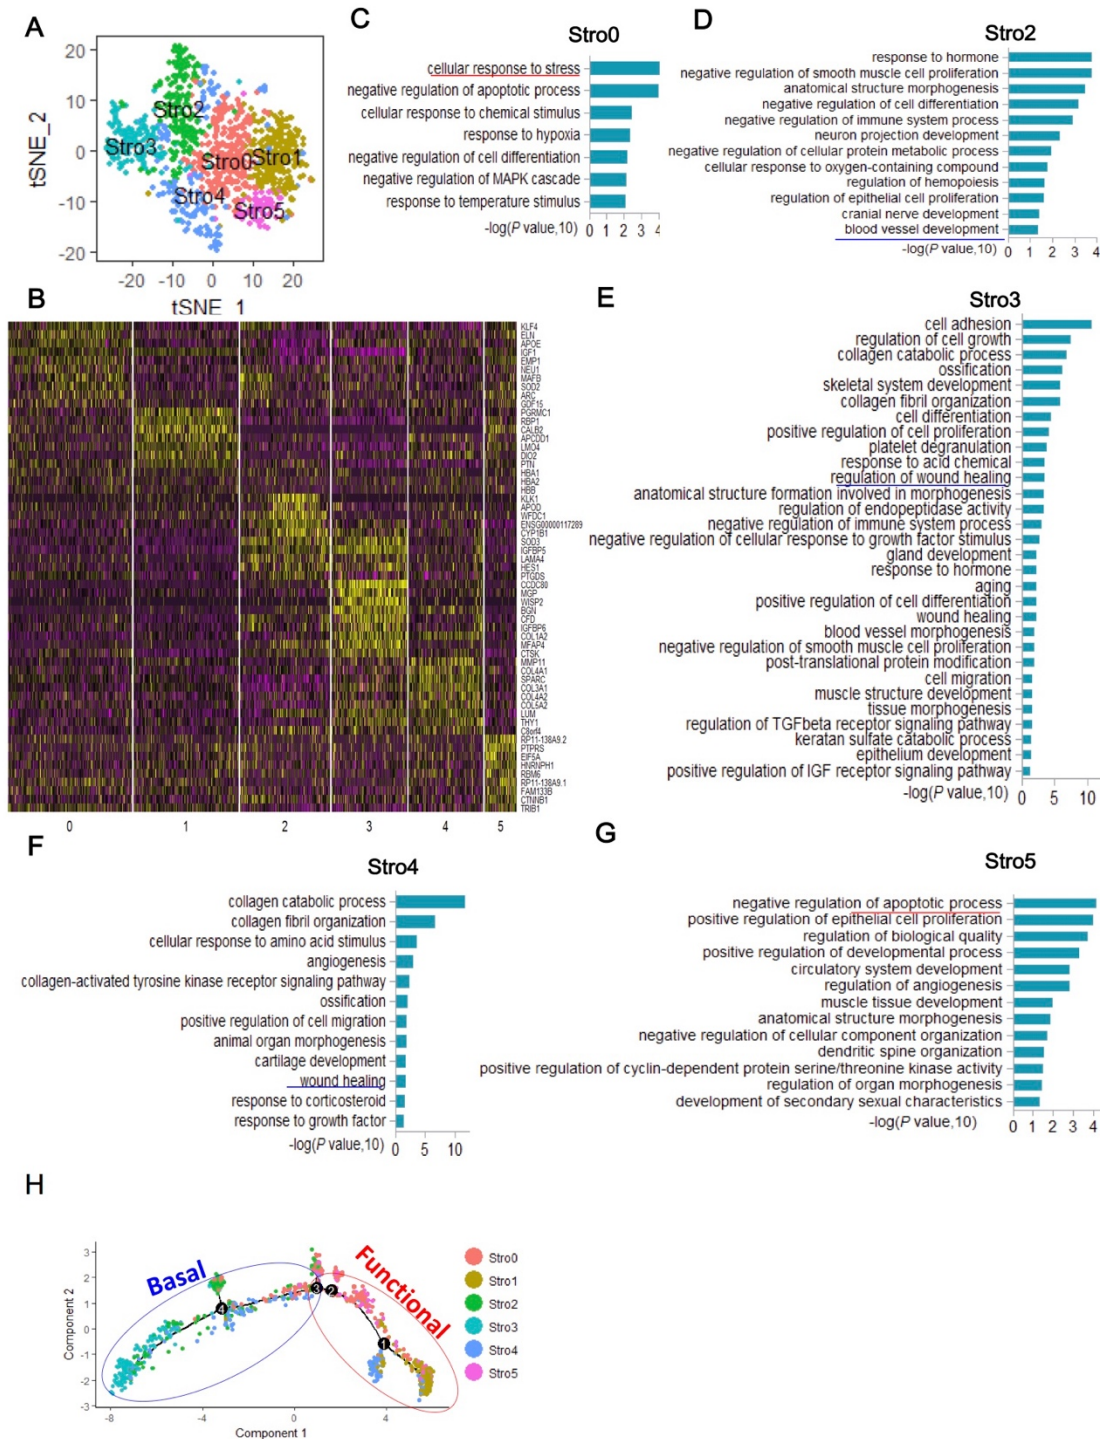 A
tSNE_2
20
10
0
-10
-20
Stro2
Stro3
Stro0
Stro1
Stro4
Stro5
-20 -10 0 10 20
tSNE_1
C
Stro0
cellular response to stress
negative regulation of apoptotic process
cellular response to chemical stimulus
response to hypoxia
negative regulation of cell differentiation
negative regulation of MAPK cascade
response to temperature stimulus
-log(P value,10) 0 1 2 3 4
D
Stro2
response to hormone
negative regulation of smooth muscle cell proliferation
anatomical structure morphogenesis
negative regulation of cell differentiation
negative regulation of immune system process
neuron projection development
negative regulation of cellular protein metabolic process
cellular response to oxygen-containing compound
regulation of hemopoiesis
regulation of epithelial cell proliferation
cranial nerve development
blood vessel development
-log(P value,10) 0 1 2 3 4
B
KLF4
ELN
APOE
IGF1
EMP1
NEU1
MAFB
SOD2
ARC
GDF15
PGRMC1
RBP1
CALB2
APCDD1
LMO4
DIO2
PTN
HBA1
HBA2
HBB
KLK1
APOD
WFDC1
ENSG00000117289
CYP1B1
SOD3
IGFBP5
LAMA4
HES1
PTGDS
CCDC80
MGP
WISP2
BGN
CFD
IGFBP6
COL1A2
MFAP4
CTSK
MMP11
COL4A1
SPARC
COL3A1
COL4A2
COL5A2
LUM
THY1
C8orf4
RP11-138A9.2
PTPRS
EIF5A
HNRNPH1
RBM6
RP11-138A9.1
FAM133B
CTNNB1
TRIB1
0 1 2 3 4 5
E
Stro3
cell adhesion
regulation of cell growth
collagen catabolic process
ossification
skeletal system development
collagen fibril organization
cell differentiation
positive regulation of cell proliferation
platelet degranulation
response to acid chemical
regulation of wound healing
anatomical structure formation involved in morphogenesis
regulation of endopeptidase activity
negative regulation of immune system process
negative regulation of cellular response to growth factor stimulus
gland development
response to hormone
aging
positive regulation of cell differentiation
wound healing
blood vessel morphogenesis
negative regulation of smooth muscle cell proliferation
post-translational protein modification
cell migration
muscle structure development
tissue morphogenesis
regulation of TGFbeta receptor signaling pathway
keratan sulfate catabolic process
epithelium development
positive regulation of IGF receptor signaling pathway
-log(P value,10) 0 5 10
F
Stro4
collagen catabolic process
collagen fibril organization
cellular response to amino acid stimulus
angiogenesis
collagen-activated tyrosine kinase receptor signaling pathway
ossification
positive regulation of cell migration
animal organ morphogenesis
cartilage development
wound healing
response to corticosteroid
response to growth factor
-log(P value,10) 0 5 10
G
Stro5
negative regulation of apoptotic process
positive regulation of epithelial cell proliferation
regulation of biological quality
positive regulation of developmental process
circulatory system development
regulation of angiogenesis
muscle tissue development
anatomical structure morphogenesis
negative regulation of cellular component organization
dendritic spine organization
positive regulation of cyclin-dependent protein serine/threonine kinase activity
regulation of organ morphogenesis
development of secondary sexual characteristics
-log(P value,10) 0 1 2 3 4
H
Component 2
3
2
1
0
-1
-2
-3
Basal
Functional
4
3 2
1
-8 -4 0 4
Component 1
Stro0
Stro1
Stro2
Stro3
Stro4
Stro5